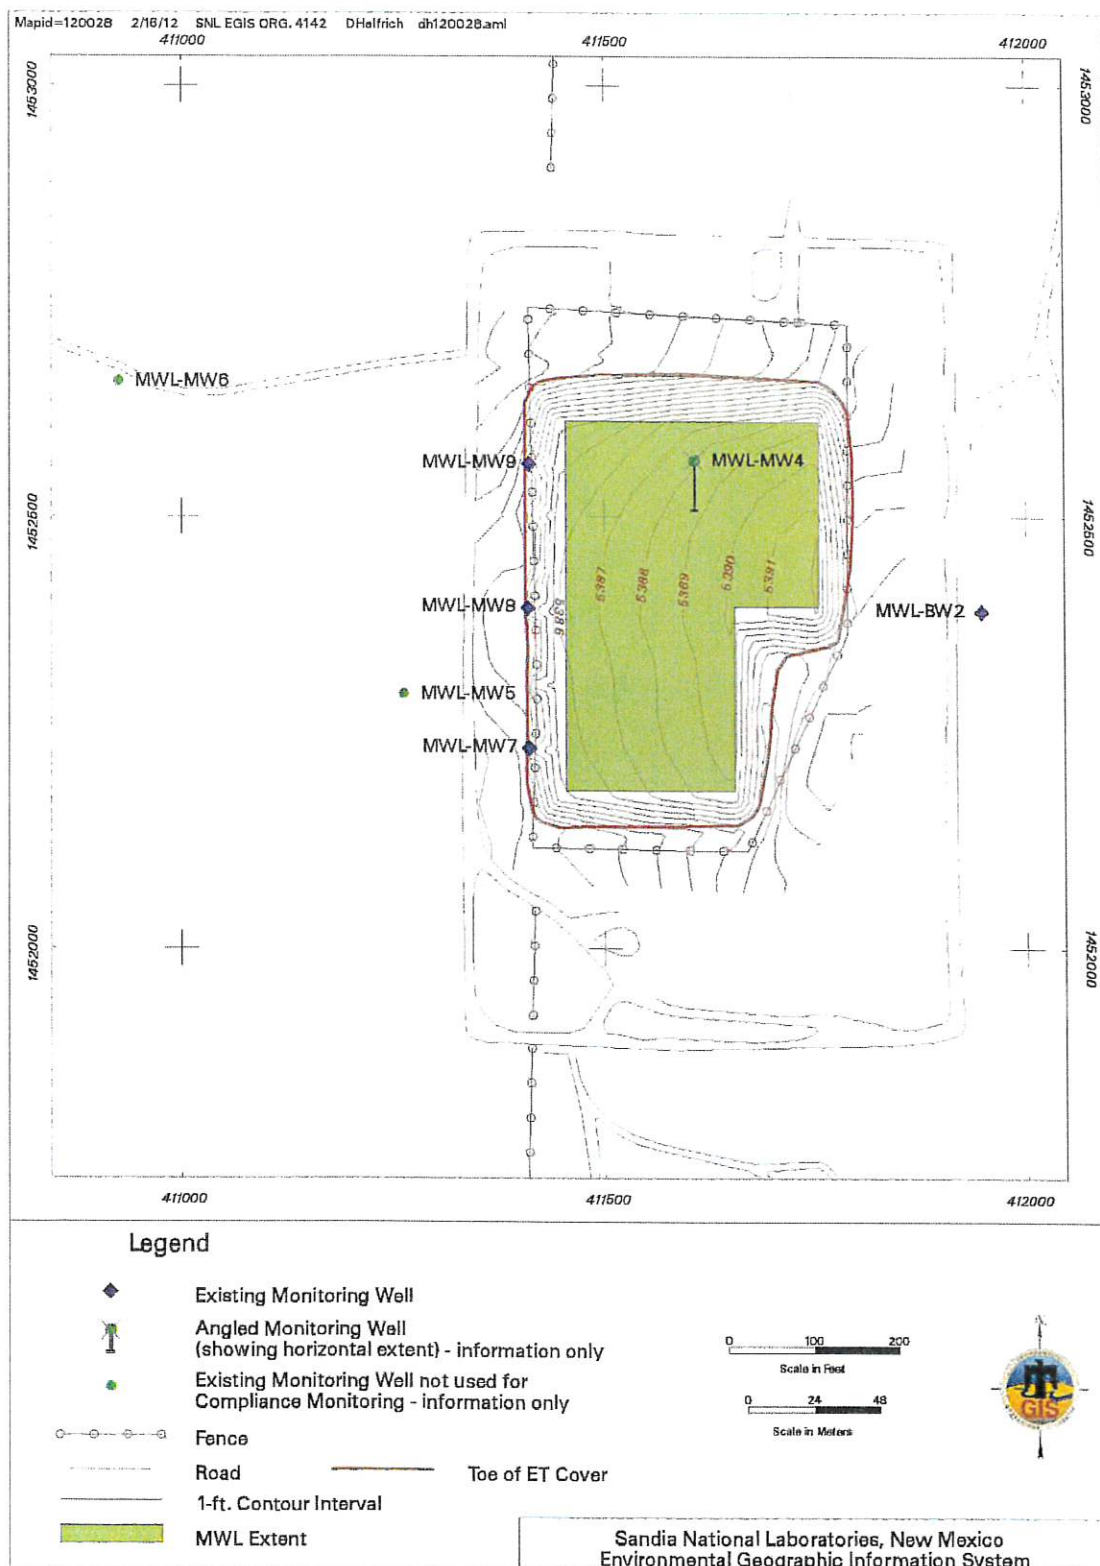 Mapid=120028 2/16/12 SNL EGIS ORG. 4142 DHelfrich dh120028.aml
411000 411500 412000
1453000 1453000
MWL-MW6
MWL-MW9 MWL-MW4
1452500 1452500
5387 5388 5389 5390 5391
5386
MWL-MW8 MWL-BW2
MWL-MW5
MWL-MW7
1452000 1452000
411000 411500 412000
Legend
Existing Monitoring Well
Angled Monitoring Well
(showing horizontal extent) - information only
Existing Monitoring Well not used for
Compliance Monitoring - information only
Fence
Road Toe of ET Cover
1-ft. Contour Interval
MWL Extent
0 100 200
Scale in Feet
0 24 48
Scale in Meters
GIS
Sandia National Laboratories, New Mexico
Environmental Geographic Information System